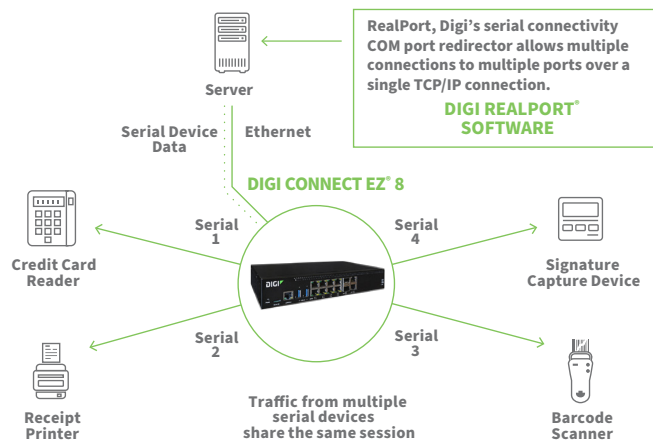 RealPort, Digi's serial connectivity
COM port redirector allows multiple
connections to multiple ports over a
single TCP/IP connection.
DIGI REALPORT®
SOFTWARE
Server
Serial Device
Data
Ethernet
DIGI CONNECT EZ® 8
Serial
1
Serial
4
Credit Card
Reader
Signature
Capture Device
DIGI
Serial
2
Serial
3
Receipt
Printer
Traffic from multiple
serial devices
share the same session
Barcode
Scanner